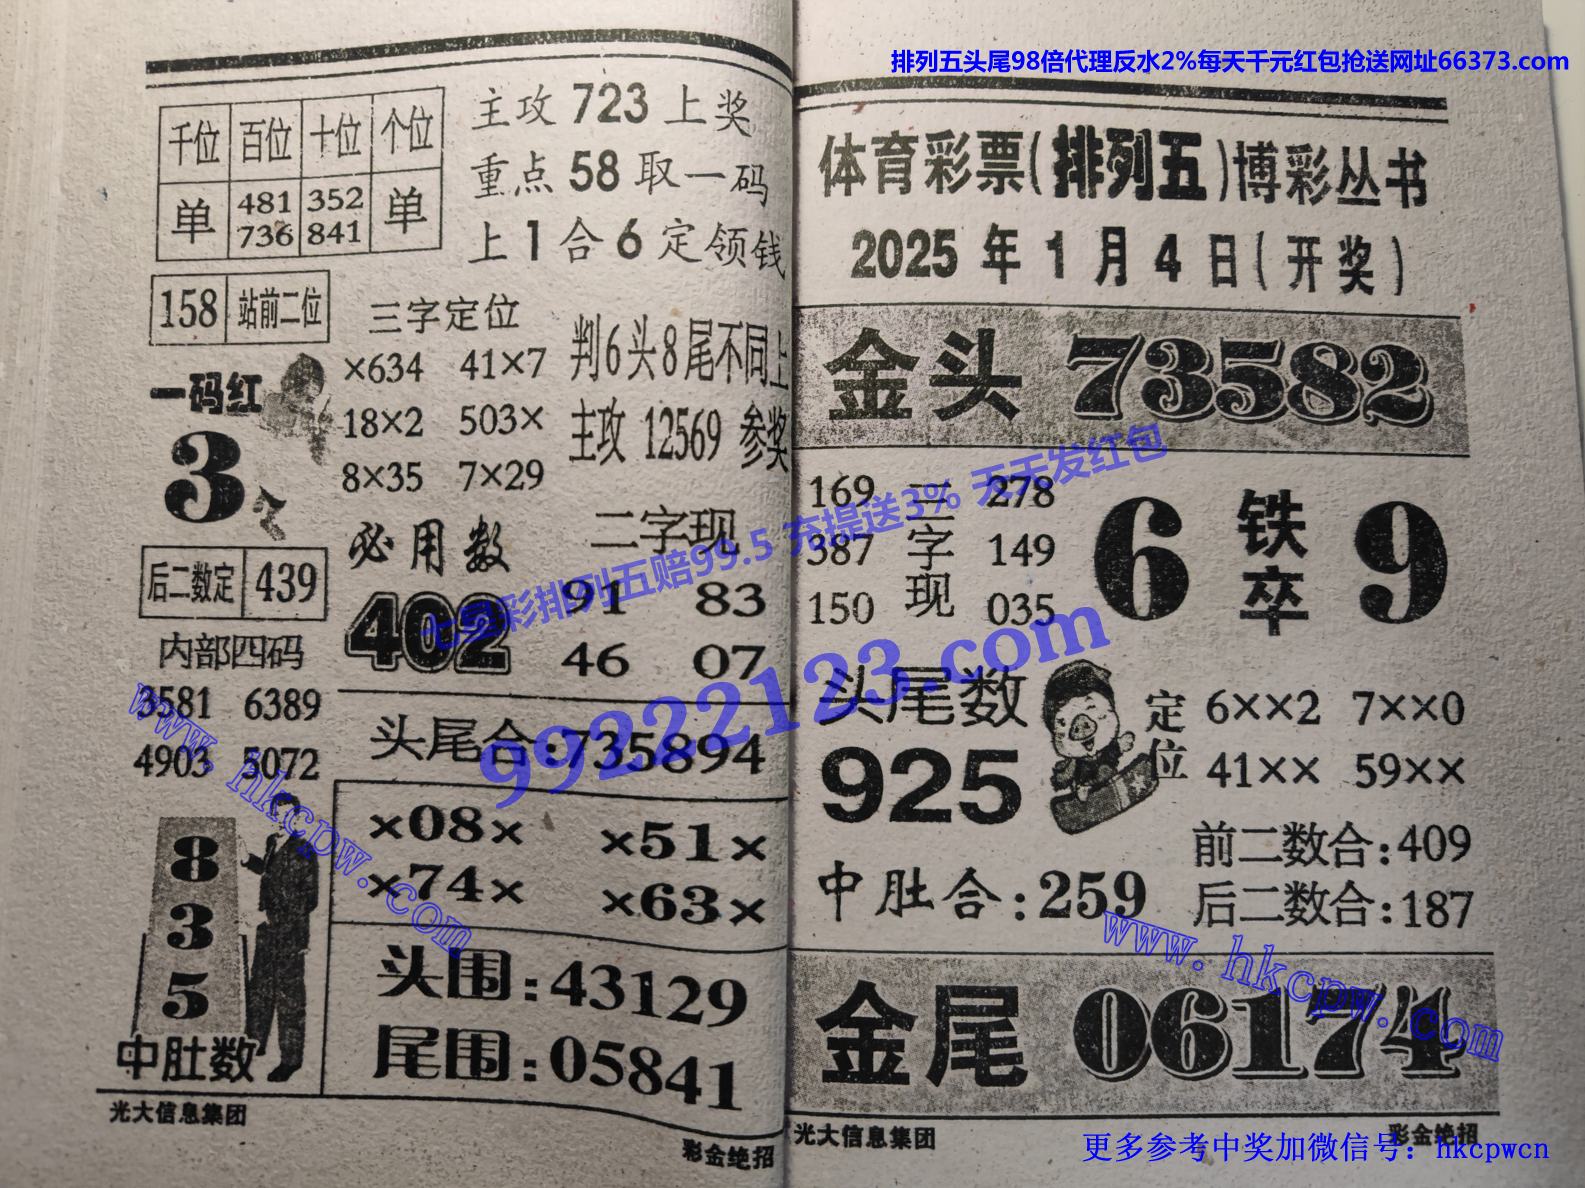 排列五头尾98倍代理反水2%每天千元红包抢送网址66373.com
千位 百位 十位 个位
单 481 352 单
736 841
主攻 723 上奖
重点 58 取一码
上 1 合 6 定领钱
158 站前二位
三字定位
×634 41×7
18×2 503×
8×35 7×29
判6头8尾不同上
主攻 12569 参奖
一码红
3
必用数
402
二字现
91 83
46 07
后二数定 439
内部四码
3581 6389
4903 5072
头尾合:735894
8
3
5
中肚数
×08× ×51×
×74× ×63×
头围:43129
尾围:05841
光大信息集团
彩金绝招
体育彩票(排列五)博彩丛书
2025年1月4日(开奖)
金头 73582
169 三 278
387 字 149
150 现 035
6 铁卒 9
头尾数
925
定位
6××2 7××0
41×× 59××
中肚合:259
前二数合:409
后二数合:187
金尾 06174
光大信息集团
彩金绝招
七星彩排列五赔99.5 充提送3% 天天发红包
99222123.com
www.hkcpw.com
www.hkcpw.com
更多参考中奖加微信号：hkcpwcn